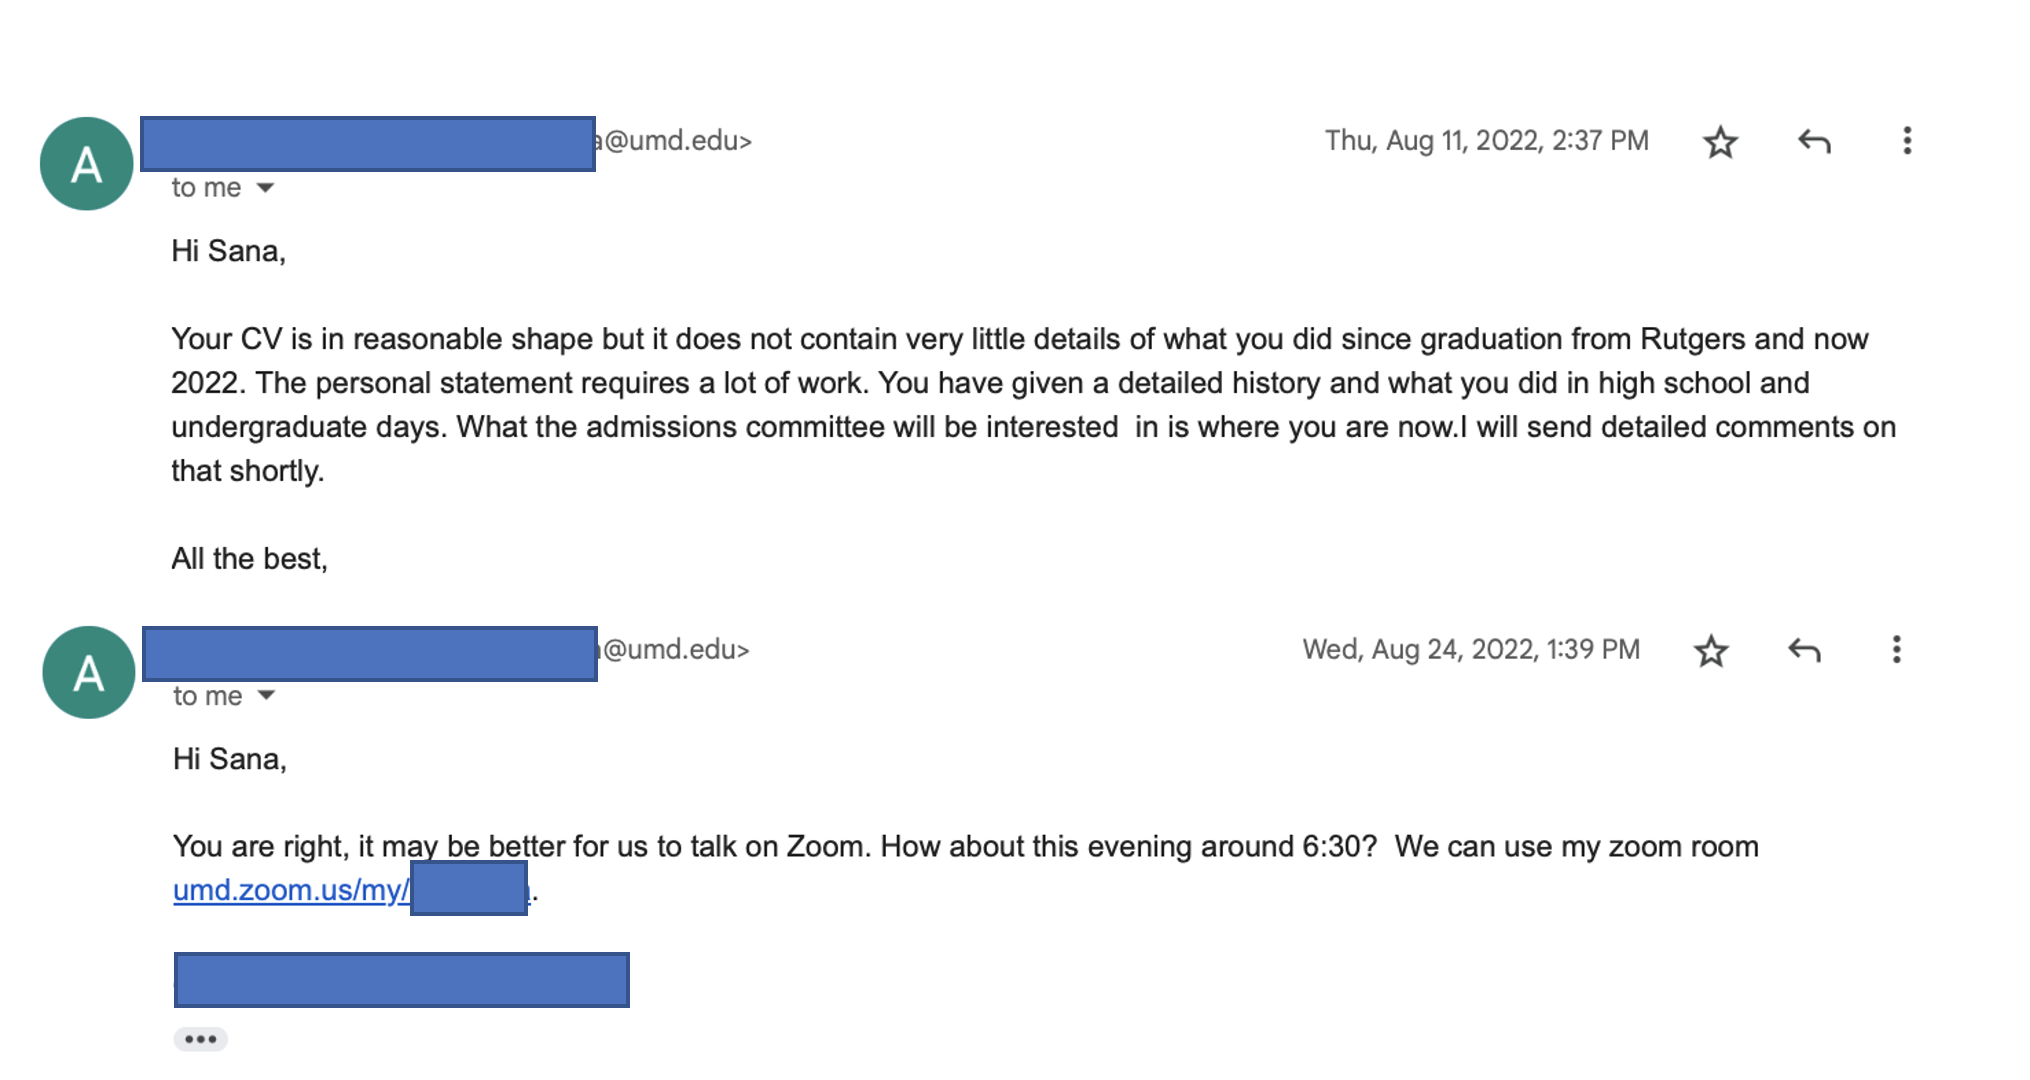 A
a@umd.edu>
Thu, Aug 11, 2022, 2:37 PM
to me
Hi Sana,
Your CV is in reasonable shape but it does not contain very little details of what you did since graduation from Rutgers and now
2022. The personal statement requires a lot of work. You have given a detailed history and what you did in high school and
undergraduate days. What the admissions committee will be interested  in is where you are now.I will send detailed comments on
that shortly.
All the best,
A
@umd.edu>
Wed, Aug 24, 2022, 1:39 PM
to me
Hi Sana,
You are right, it may be better for us to talk on Zoom. How about this evening around 6:30?  We can use my zoom room
umd.zoom.us/my/ .